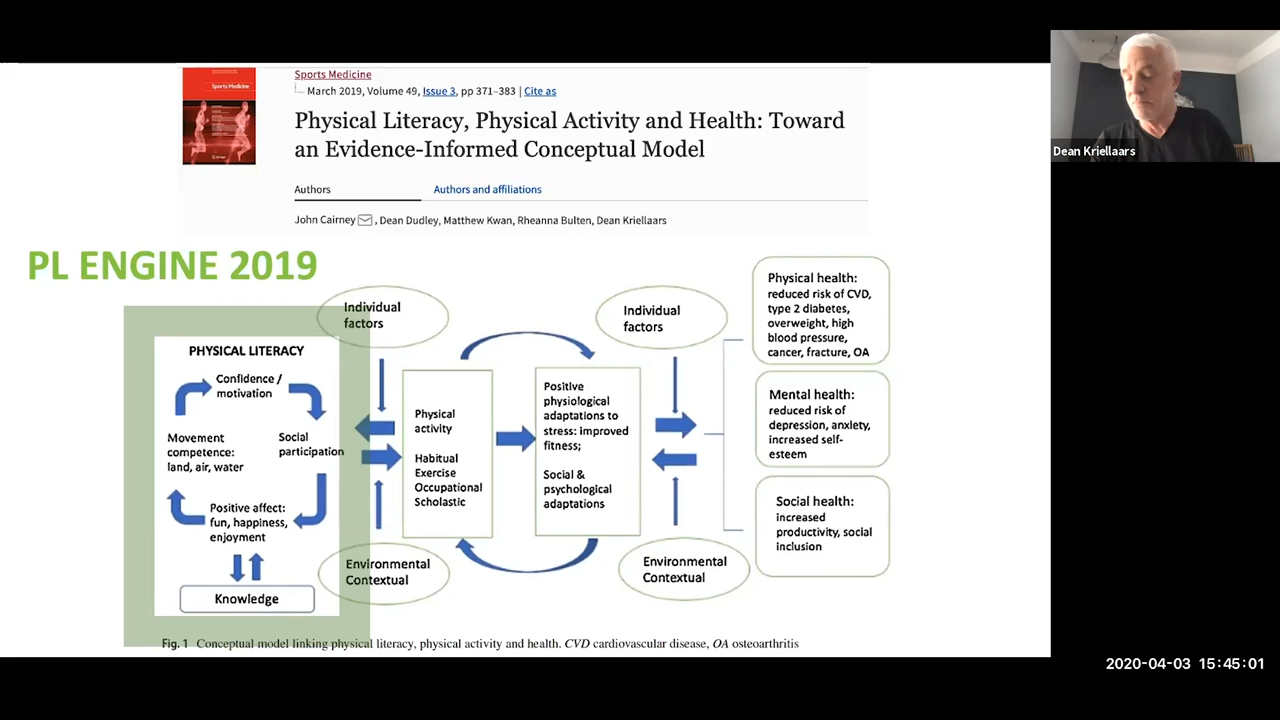 Sports Medicine
March 2019, Volume 49, Issue 3, pp 371–383 | Cite as
Physical Literacy, Physical Activity and Health: Toward
an Evidence-Informed Conceptual Model
Authors
Authors and affiliations
John Cairney , Dean Dudley, Matthew Kwan, Rheanna Bulten, Dean Kriellaars
Sports Medicine
Dean Kriellaars
PL ENGINE 2019
PHYSICAL LITERACY
Confidence /
motivation
Movement
competence:
land, air, water
Social
participation
Positive affect:
fun, happiness,
enjoyment
Knowledge
Individual
factors
Environmental
Contextual
Physical
activity
Habitual
Exercise
Occupational
Scholastic
Positive
physiological
adaptations to
stress: improved
fitness;
Social &
psychological
adaptations
Individual
factors
Environmental
Contextual
Physical health:
reduced risk of CVD,
type 2 diabetes,
overweight, high
blood pressure,
cancer, fracture, OA
Mental health:
reduced risk of
depression, anxiety,
increased self-
esteem
Social health:
increased
productivity, social
inclusion
Fig. 1 Conceptual model linking physical literacy, physical activity and health. CVD cardiovascular disease, OA osteoarthritis
2020-04-03 15:45:01